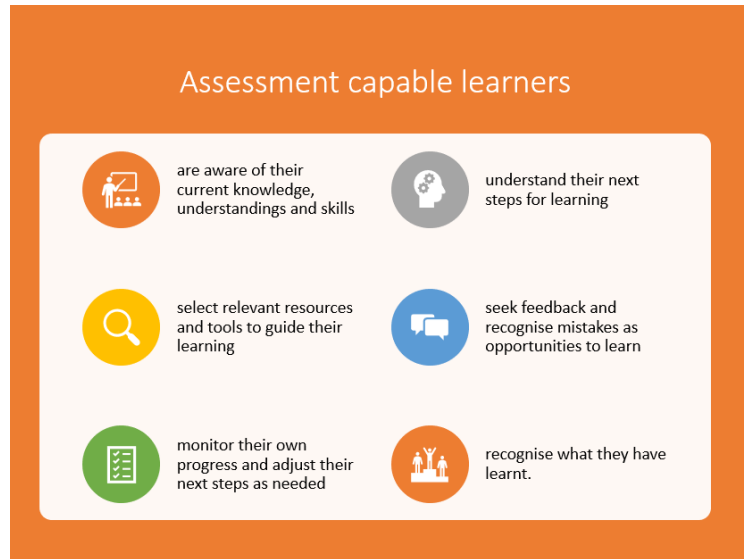 Assessment capable learners
are aware of their
current knowledge,
understandings and skills
understand their next
steps for learning
select relevant resources
and tools to guide their
learning
seek feedback and
recognise mistakes as
opportunities to learn
monitor their own
progress and adjust their
next steps as needed
recognise what they have
learnt.